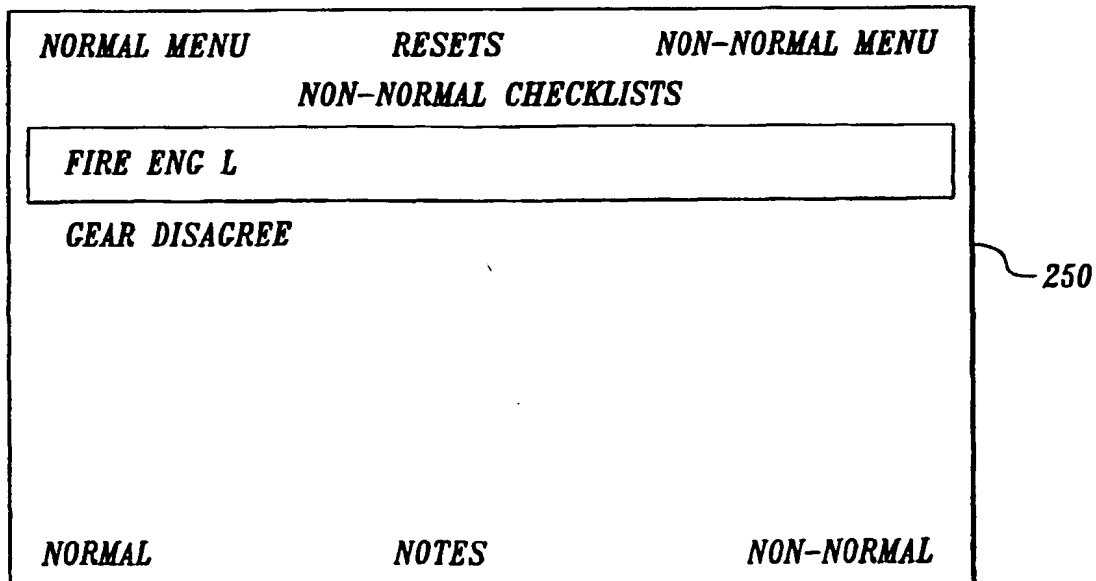 NORMAL MENU RESETS NON-NORMAL MENU
NON-NORMAL CHECKLISTS
FIRE ENG L
GEAR DISAGREE
250
NORMAL NOTES NON-NORMAL